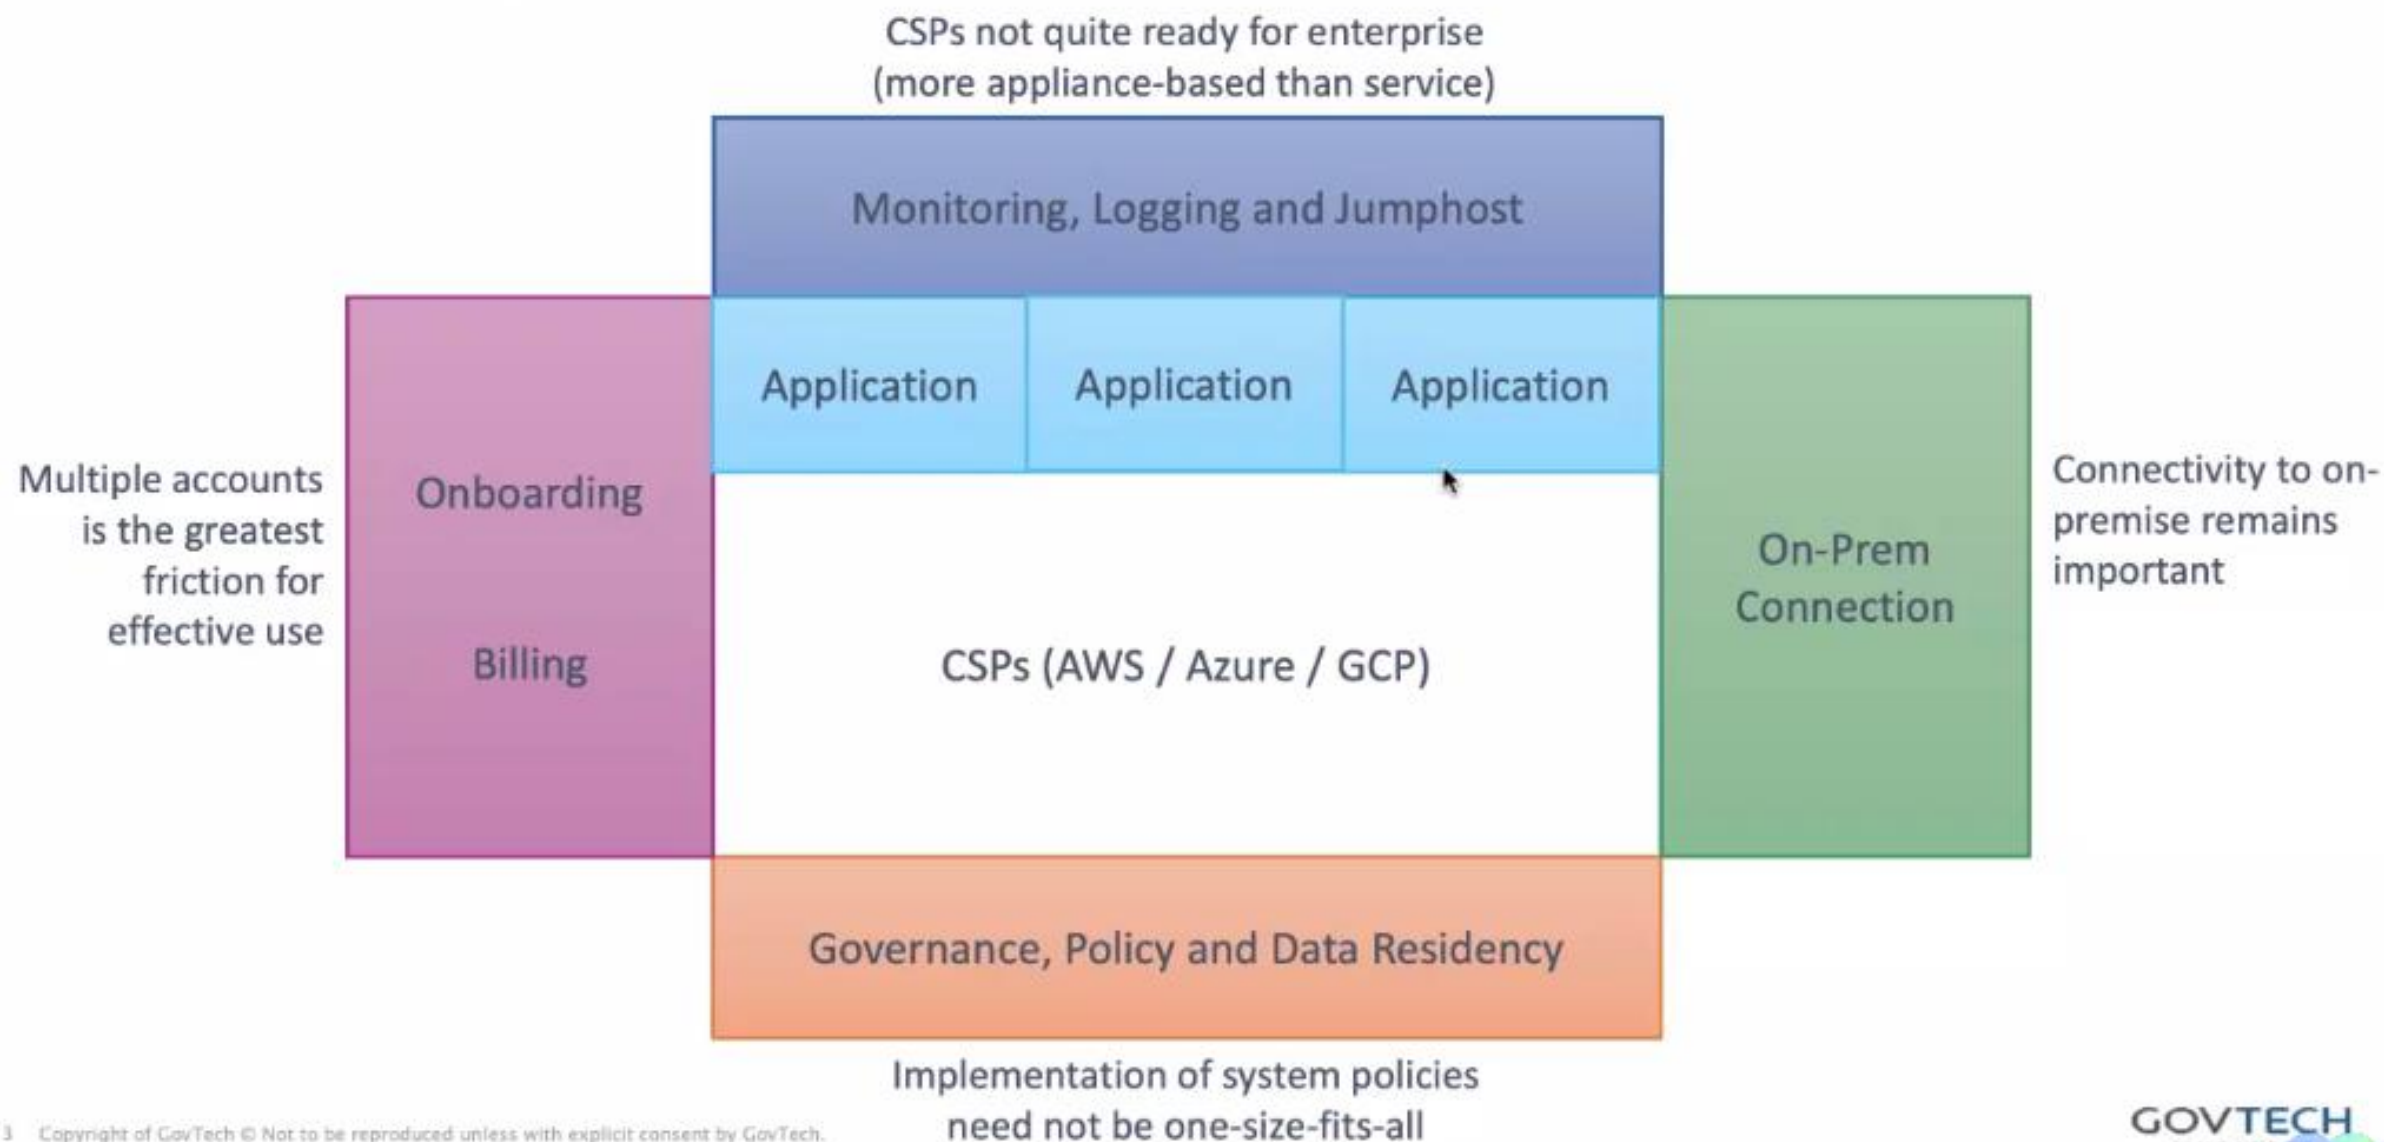 CSPs not quite ready for enterprise
(more appliance-based than service)
Monitoring, Logging and Jumphost
Application
Application
Application
Multiple accounts
is the greatest
friction for
effective use
Onboarding
Billing
CSPs (AWS / Azure / GCP)
On-Prem
Connection
Connectivity to on-
premise remains
important
Governance, Policy and Data Residency
Implementation of system policies
need not be one-size-fits-all
3 Copyright of GovTech © Not to be reproduced unless with explicit consent by GovTech.
GOVTECH